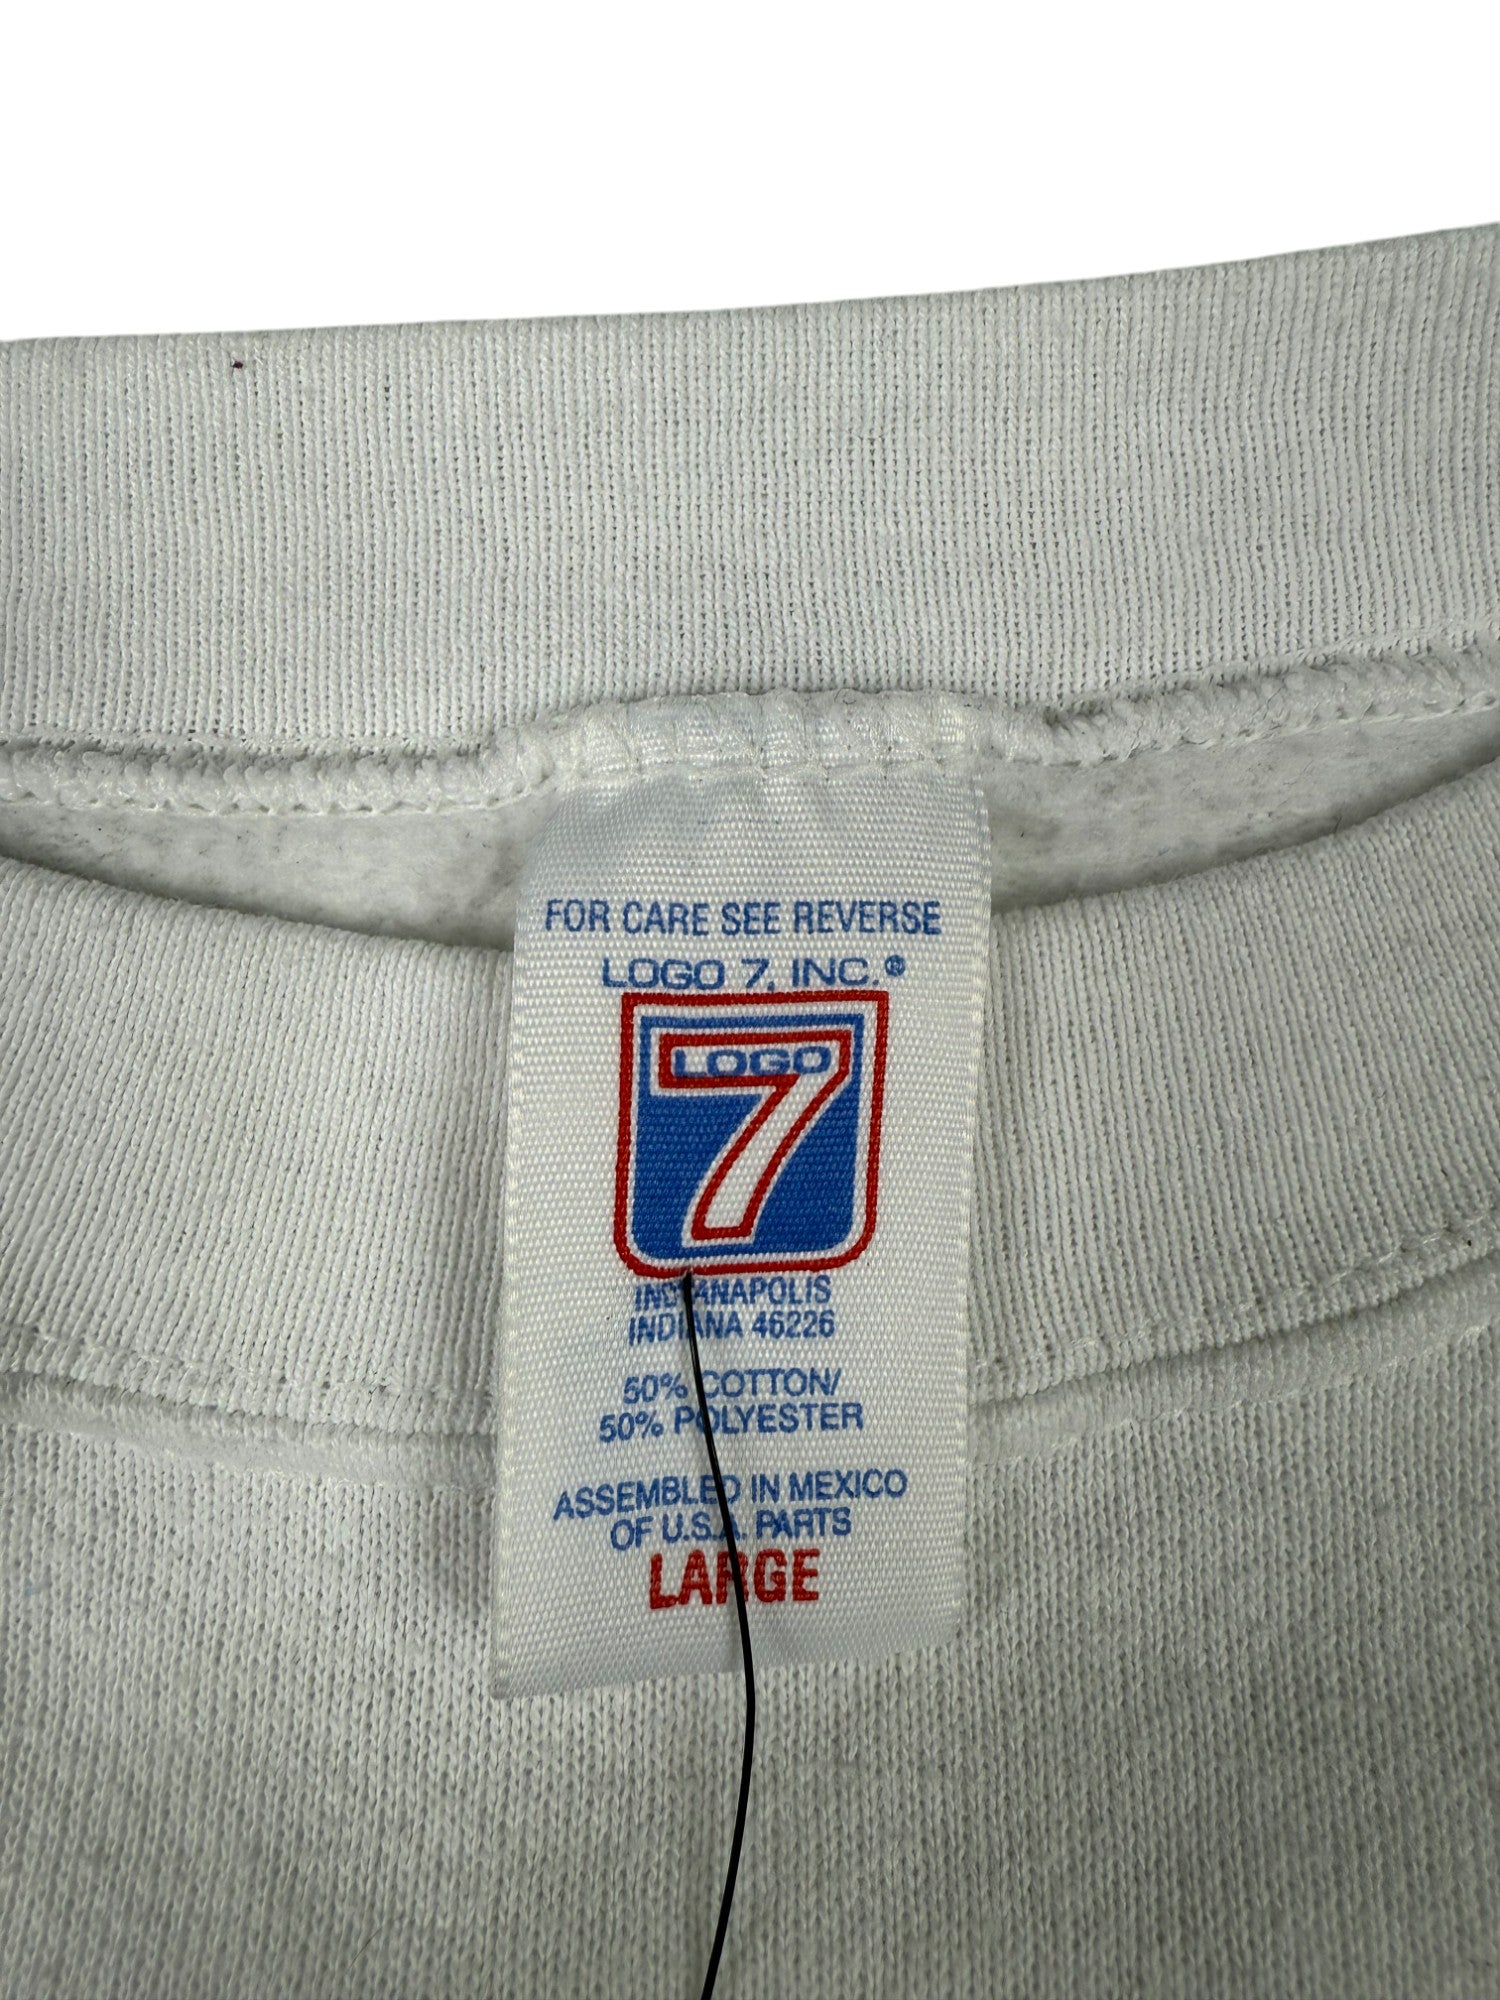 FOR CARE SEE REVERSE
LOGO 7, INC.®
LOGO
7
INDIANAPOLIS
INDIANA 46226
50% COTTON/
50% POLYESTER
ASSEMBLED IN MEXICO
OF U.S.A. PARTS
LARGE